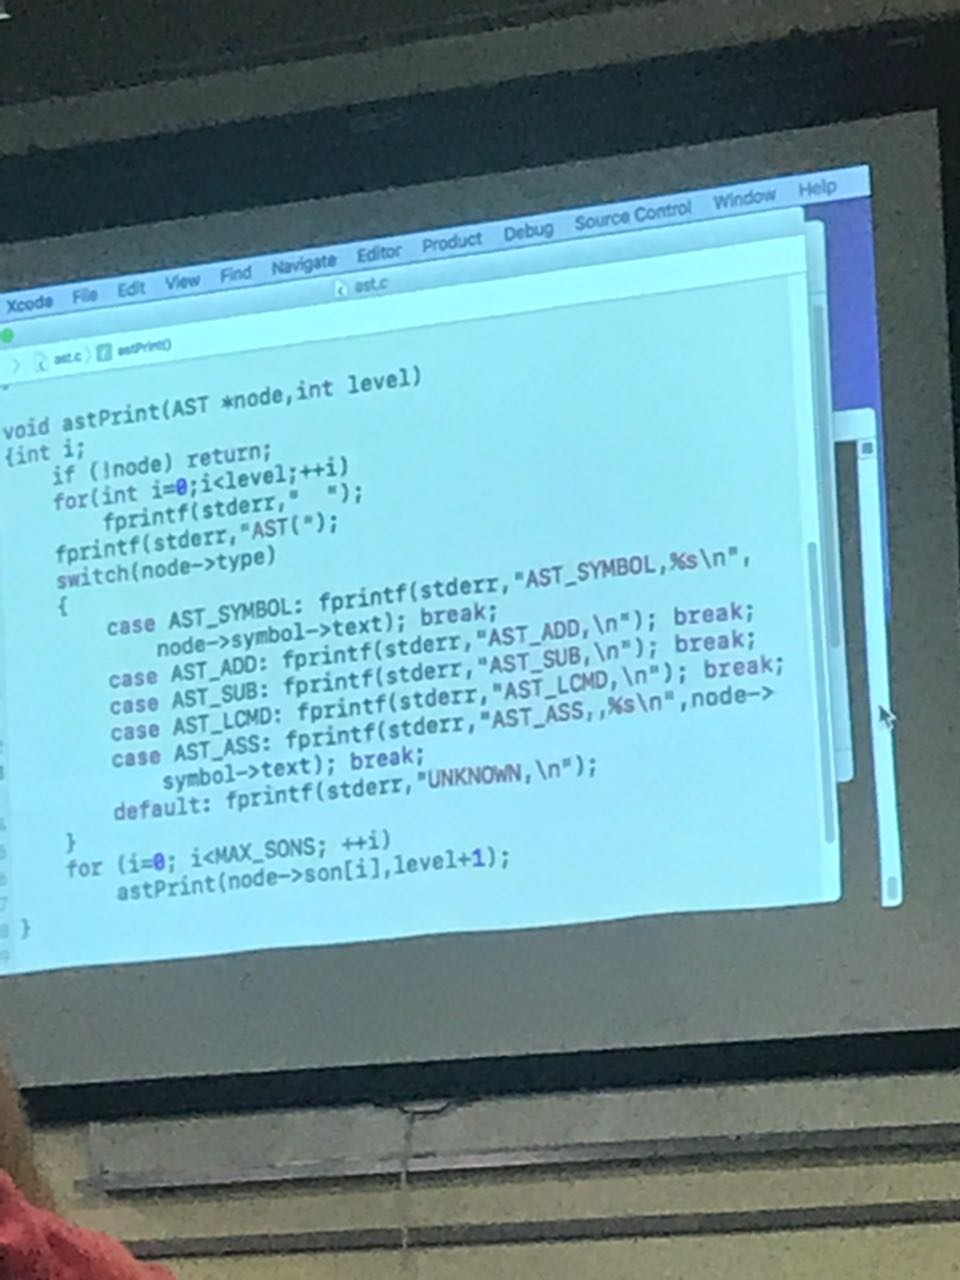 Xcode File Edit View Find Navigate Editor Product Debug Source Control Window Help
ast.c
ast.c astPrint()
void astPrint(AST *node,int level)
{int i;
    if (!node) return;
    for(int i=0;i<level;++i)
        fprintf(stderr,"  ");
    fprintf(stderr,"AST(");
    switch(node->type)
    {
        case AST_SYMBOL: fprintf(stderr,"AST_SYMBOL,%s\n",
            node->symbol->text); break;
        case AST_ADD: fprintf(stderr,"AST_ADD,\n"); break;
        case AST_SUB: fprintf(stderr,"AST_SUB,\n"); break;
        case AST_LCMD: fprintf(stderr,"AST_LCMD,\n"); break;
        case AST_ASS: fprintf(stderr,"AST_ASS,,%s\n",node->
            symbol->text); break;
        default: fprintf(stderr,"UNKNOWN,\n");
    }
    for (i=0; i<MAX_SONS; ++i)
        astPrint(node->son[i],level+1);
}